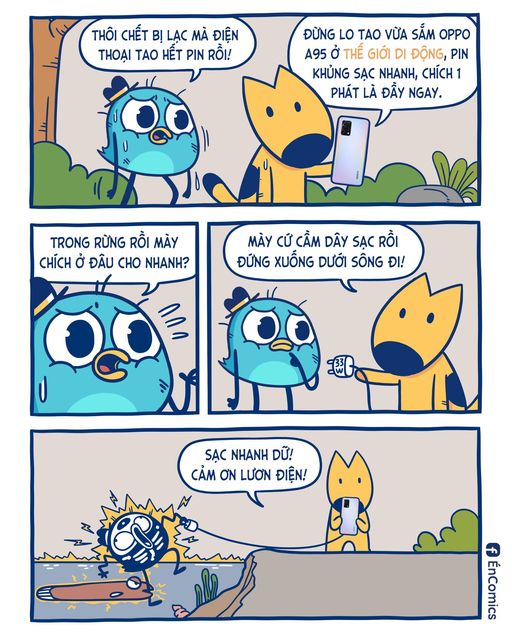 THÔI CHẾT BỊ LẠC MÀ ĐIỆN
THOẠI TAO HẾT PIN RỒI!
ĐỪNG LO TAO VỪA SẮM OPPO
A95 Ở THẾ GIỚI DI ĐỘNG, PIN
KHỦNG SẠC NHANH, CHÍCH 1
PHÁT LÀ ĐẦY NGAY.
TRONG RỪNG RỒI MÀY
CHÍCH Ở ĐÂU CHO NHANH?
MÀY CỨ CẦM DÂY SẠC RỒI
ĐỨNG XUỐNG DƯỚI SÔNG ĐI!
33
W
SẠC NHANH DỮ!
CẢM ƠN LƯƠN ĐIỆN!
ÉnComics